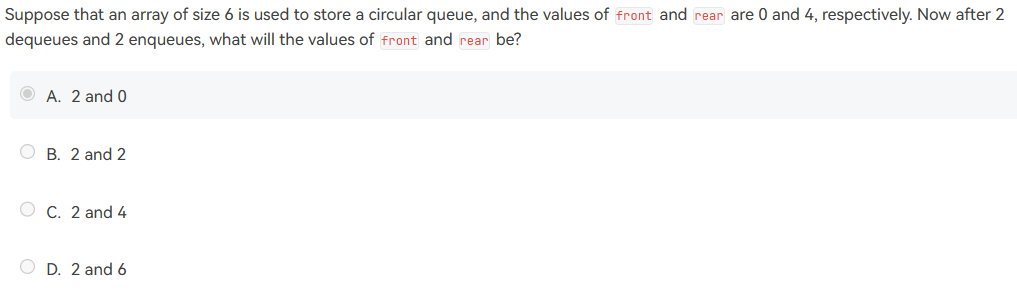 Suppose that an array of size 6 is used to store a circular queue, and the values of front and rear are 0 and 4, respectively. Now after 2
dequeues and 2 enqueues, what will the values of front and rear be?
A. 2 and 0
B. 2 and 2
C. 2 and 4
D. 2 and 6